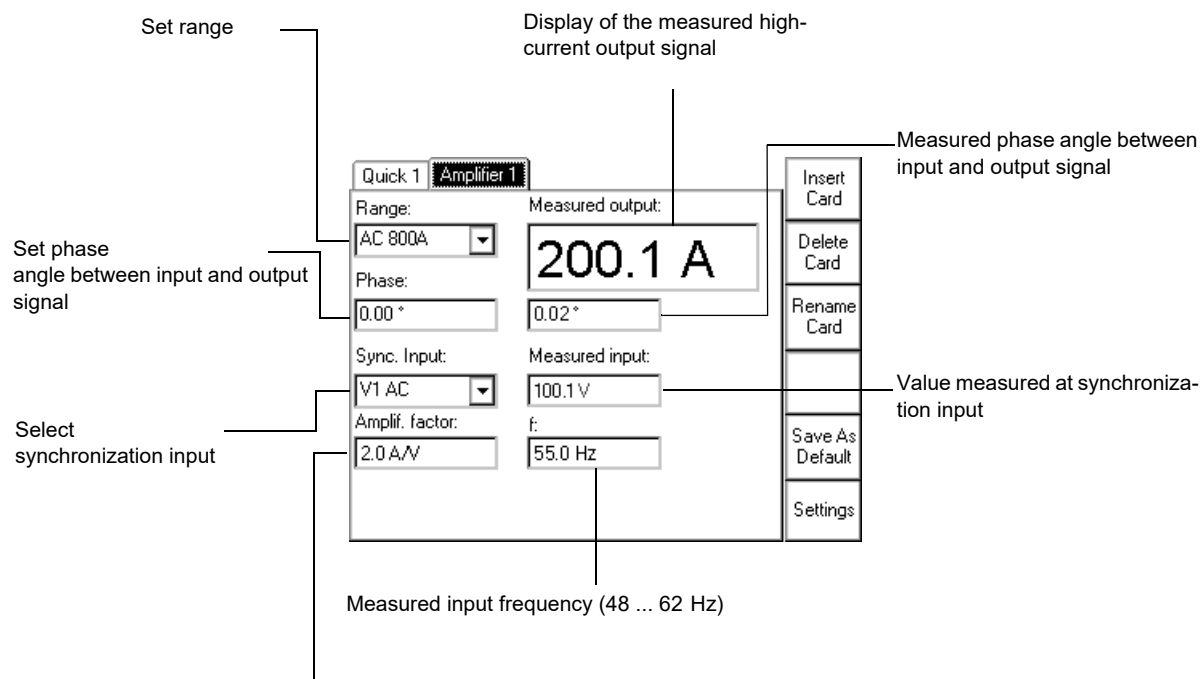 Set range
Display of the measured high-
current output signal
Measured phase angle between
input and output signal
Set phase
angle between input and output
signal
Select
synchronization input
Quick 1
Amplifier 1
Range:
AC 800A
Phase:
0.00 °
Sync. Input:
V1 AC
Amplif. factor:
2.0 A/V
Measured output:
200.1 A
0.02 °
Measured input:
100.1 V
f:
55.0 Hz
Insert
Card
Delete
Card
Rename
Card
Save As
Default
Settings
Value measured at synchroniza-
tion input
Measured input frequency (48 ... 62 Hz)